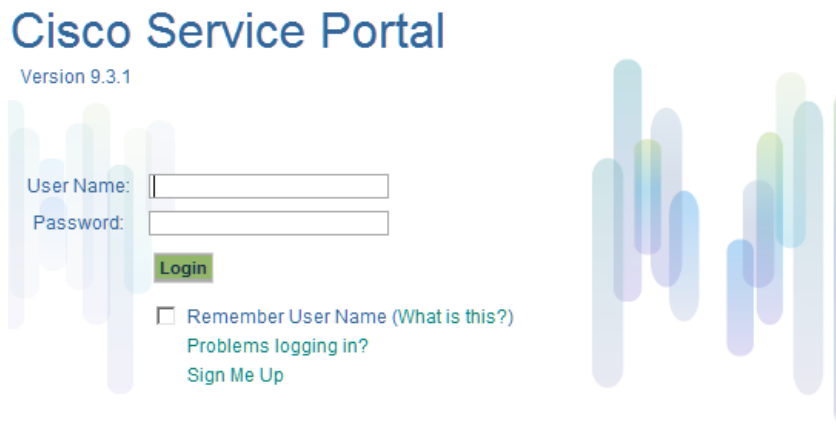 Cisco Service Portal
Version 9.3.1
User Name:
Password:
Login
Remember User Name (What is this?)
Problems logging in?
Sign Me Up